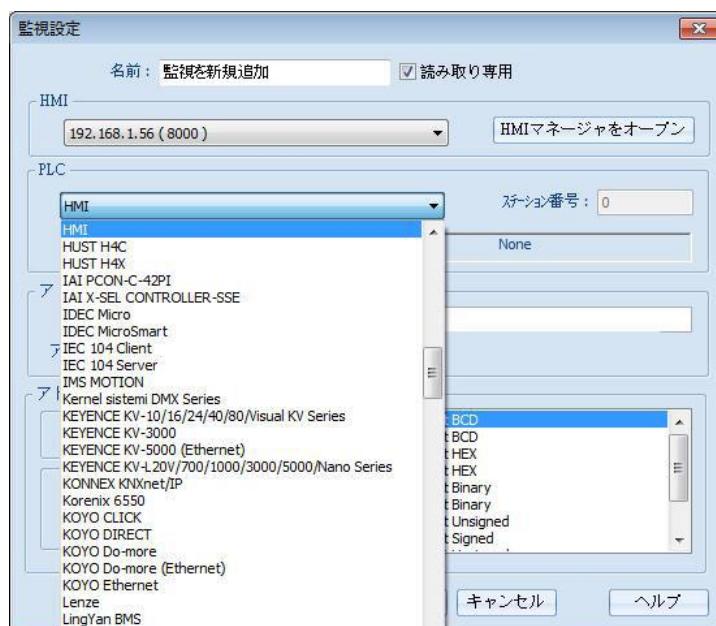 監視設定
名前： 監視を新規追加 読み取り専用
HMI
192.168.1.56 ( 8000 ) HMIマネージャをオープン
PLC
HMI ｽﾃｰｼｮﾝ番号： 0
HMI
HUST H4C None
HUST H4X
IAI PCON-C-42PI
ア
IAI X-SEL CONTROLLER-SSE
IDEC Micro
IDEC MicroSmart
ア
IEC 104 Client
IEC 104 Server
IMS MOTION
Kernel sistemi DMX Series
KEYENCE KV-10/16/24/40/80/Visual KV Series BCD
KEYENCE KV-3000 t BCD
KEYENCE KV-5000 (Ethernet) t HEX
KEYENCE KV-L20V/700/1000/3000/5000/Nano Series t HEX
KONNEX KNXnet/IP t Binary
Korenix 6550 t Binary
KOYO CLICK t Unsigned
KOYO DIRECT t Signed
KOYO Do-more
KOYO Do-more (Ethernet)
KOYO Ethernet
Lenze キャンセル ヘルプ
LingYan BMS